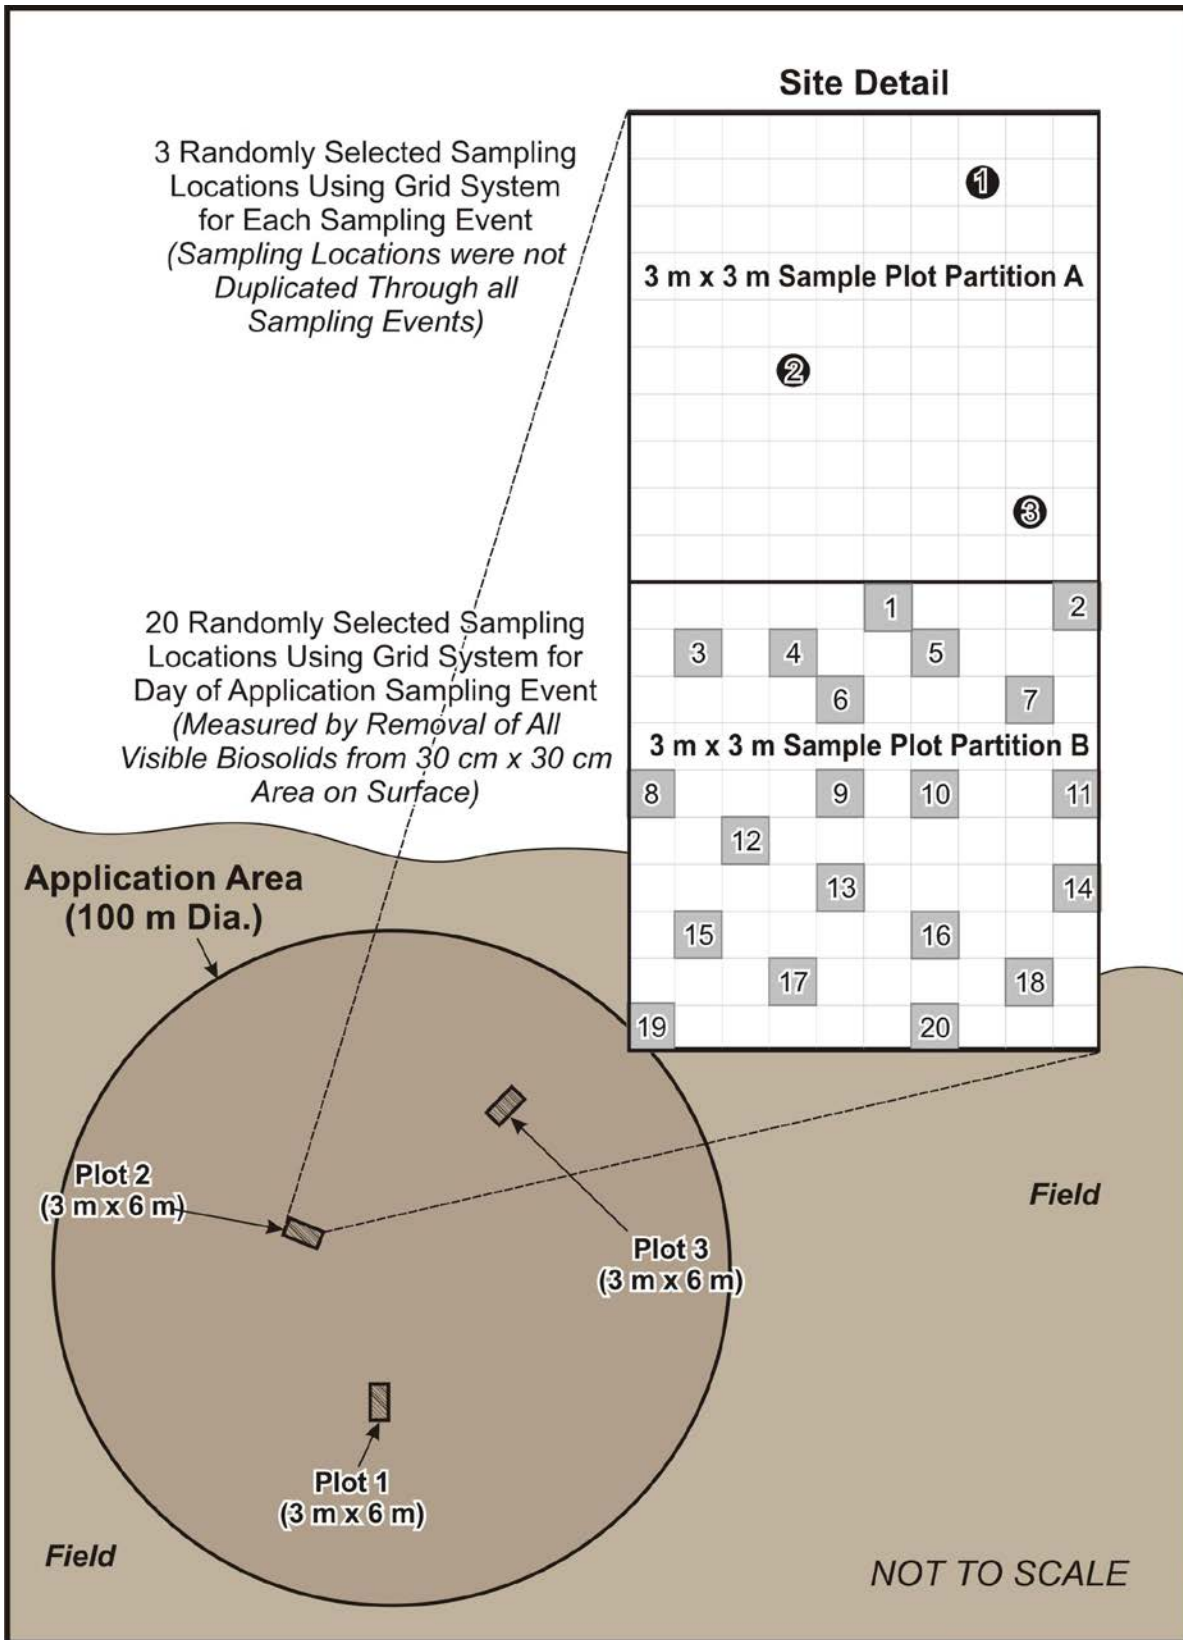 Site Detail
3 Randomly Selected Sampling
Locations Using Grid System
for Each Sampling Event
(Sampling Locations were not
Duplicated Through all
Sampling Events)
1
3 m x 3 m Sample Plot Partition A
2
3
20 Randomly Selected Sampling
Locations Using Grid System for
Day of Application Sampling Event
(Measured by Removal of All
Visible Biosolids from 30 cm x 30 cm
Area on Surface)
1 2
3 4 5
6 7
3 m x 3 m Sample Plot Partition B
8 9 10 11
12
13 14
15 16
17 18
19 20
Application Area
(100 m Dia.)
Plot 2
(3 m x 6 m)
Plot 3
(3 m x 6 m)
Field
Plot 1
(3 m x 6 m)
Field
NOT TO SCALE